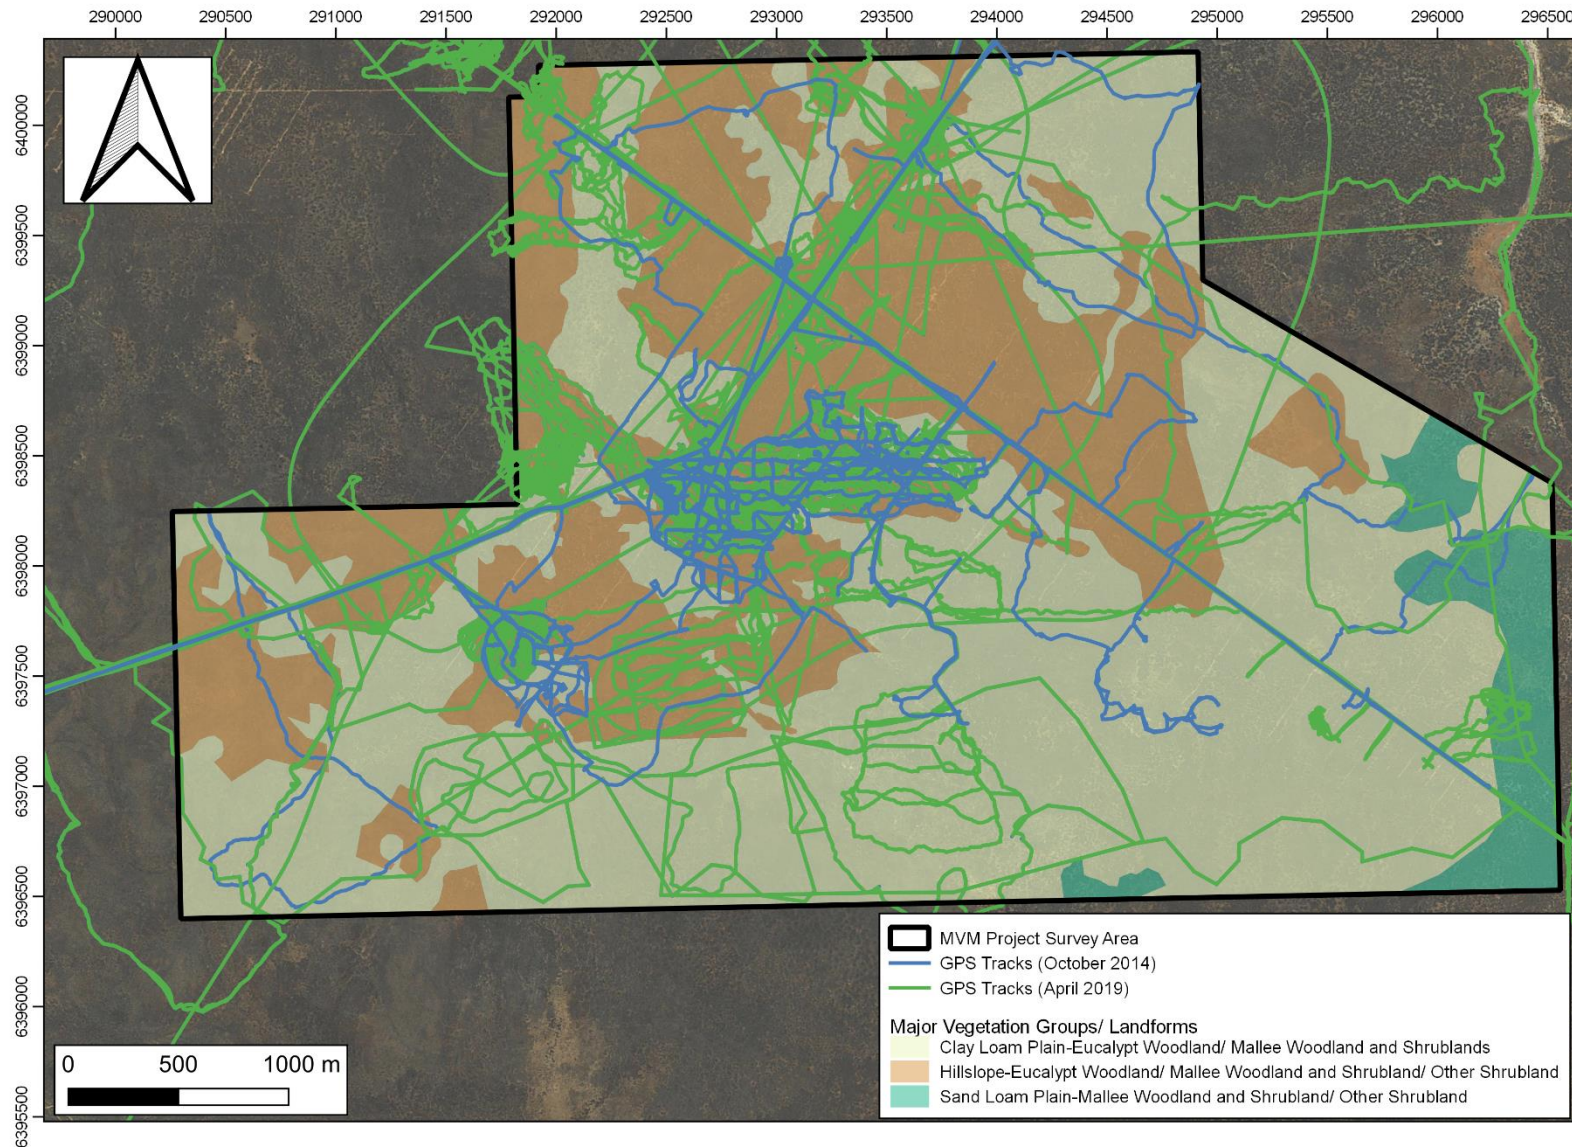 290000 290500 291000 291500 292000 292500 293000 293500 294000 294500 295000 295500 296000 296500
6400000
6399500
6399000
6398500
6398000
6397500
6397000
6396500
6396000
6395500
MVM Project Survey Area
GPS Tracks (October 2014)
GPS Tracks (April 2019)
Major Vegetation Groups/ Landforms
Clay Loam Plain-Eucalypt Woodland/ Mallee Woodland and Shrublands
Hillslope-Eucalypt Woodland/ Mallee Woodland and Shrubland/ Other Shrubland
Sand Loam Plain-Mallee Woodland and Shrubland/ Other Shrubland
0 500 1000 m